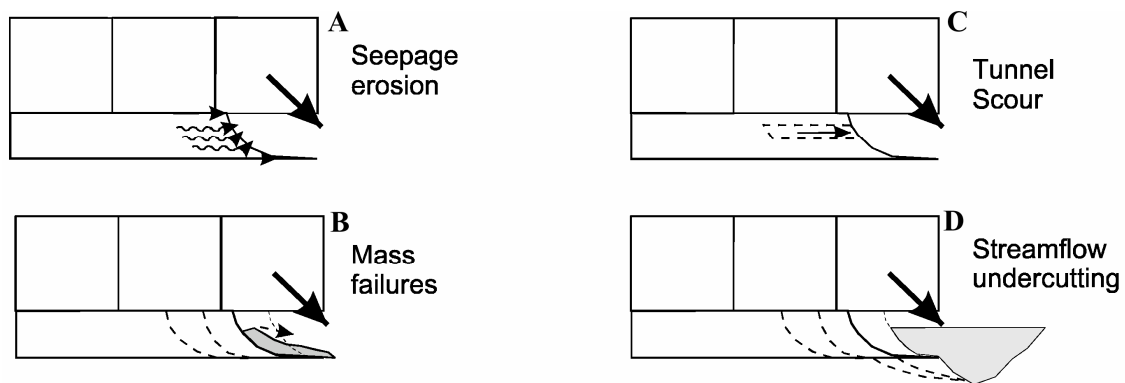 A
Seepage
erosion
B
Mass
failures
C
Tunnel
Scour
D
Streamflow
undercutting